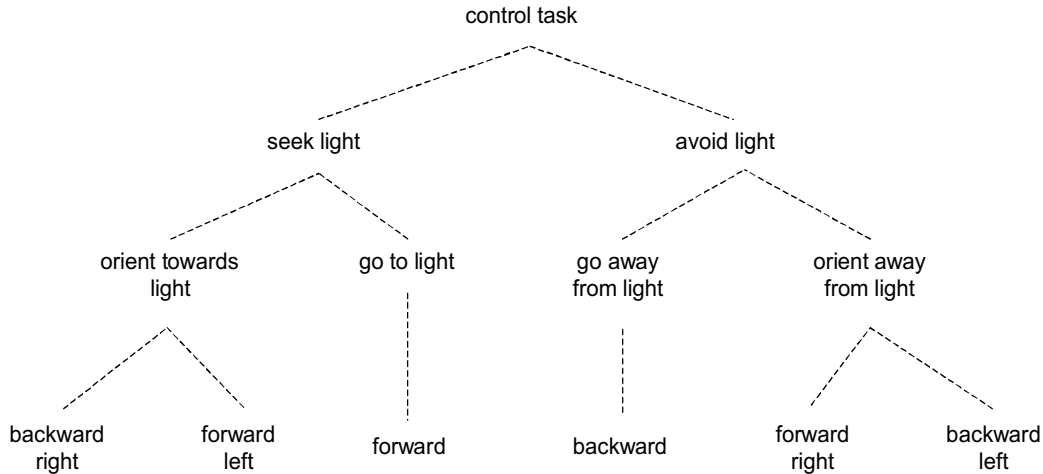 control task
seek light
avoid light
orient towards
light
go to light
go away
from light
orient away
from light
backward
right
forward
left
forward
backward
forward
right
backward
left